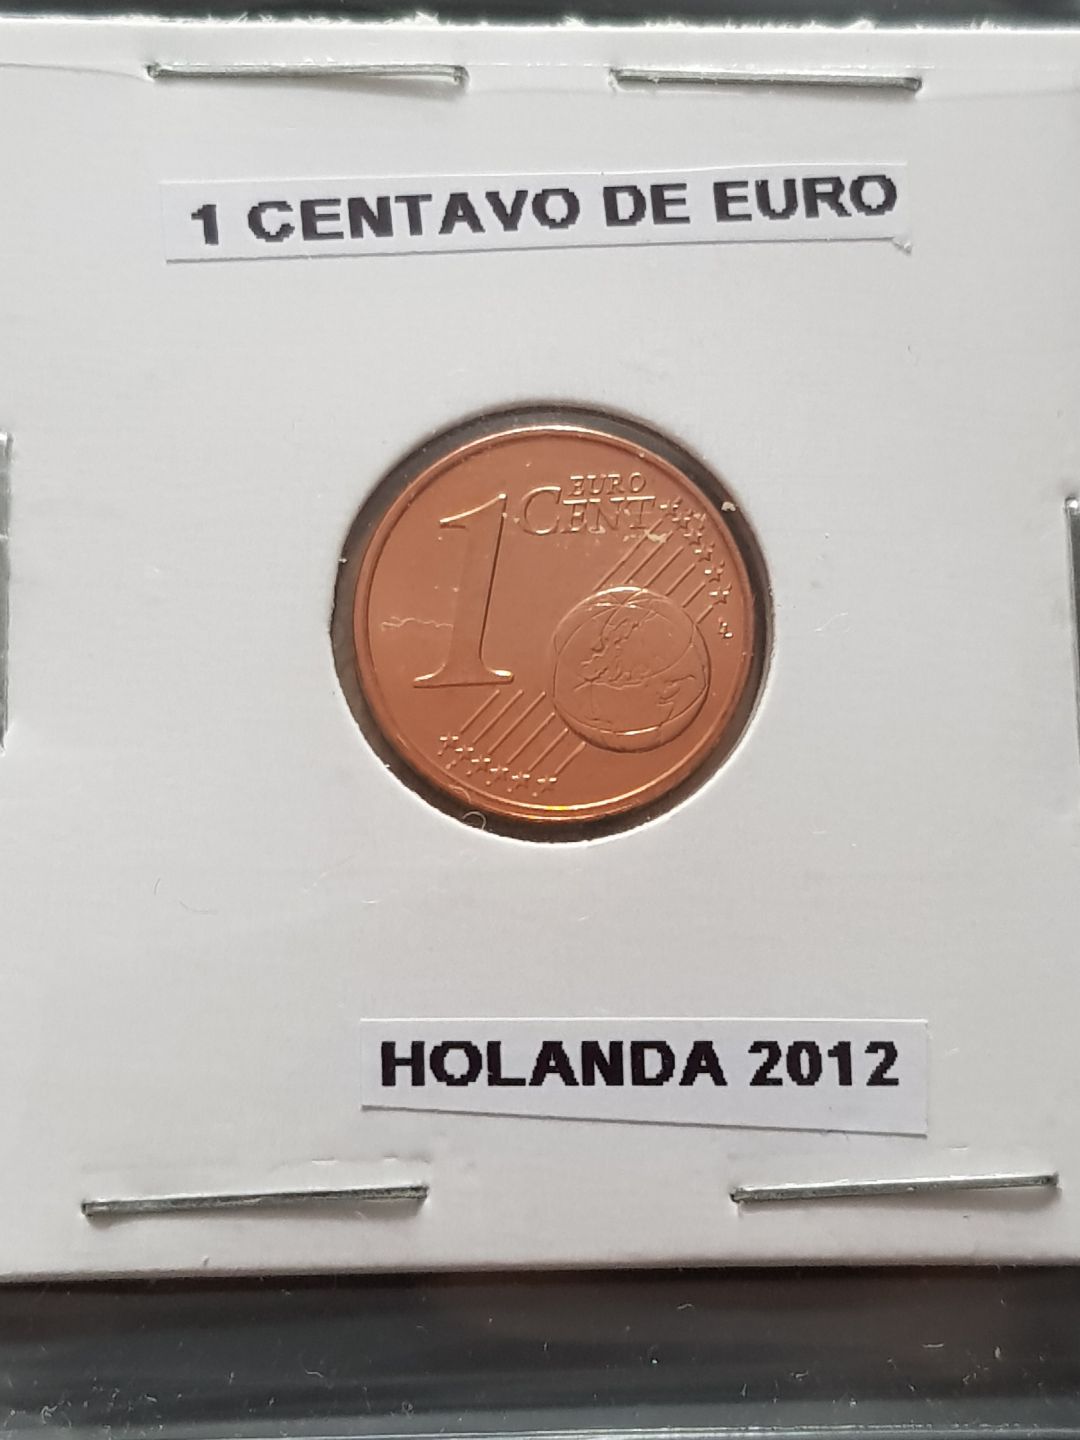 1 CENTAVO DE EURO
1 EURO
CENT
HOLANDA 2012